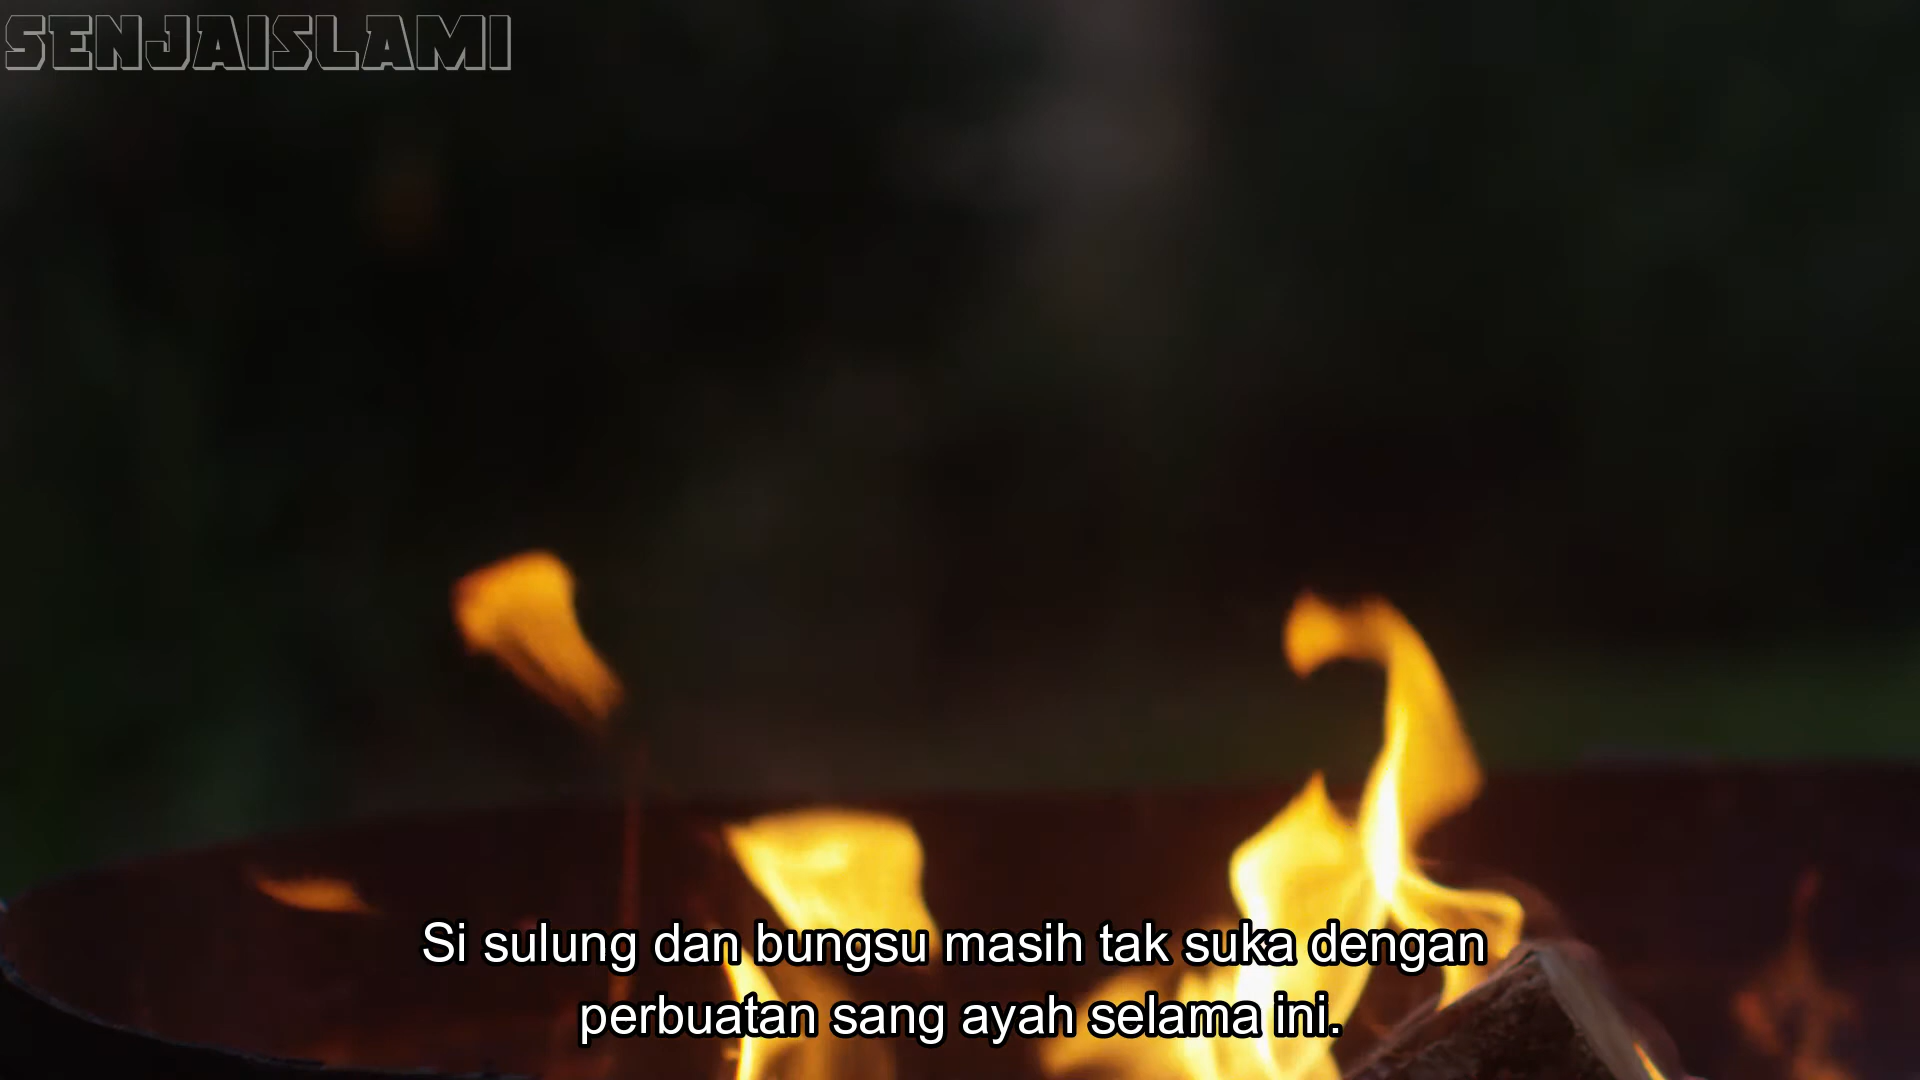 SENJAISLAMI
Si sulung dan bungsu masih tak suka dengan
perbuatan sang ayah selama ini.